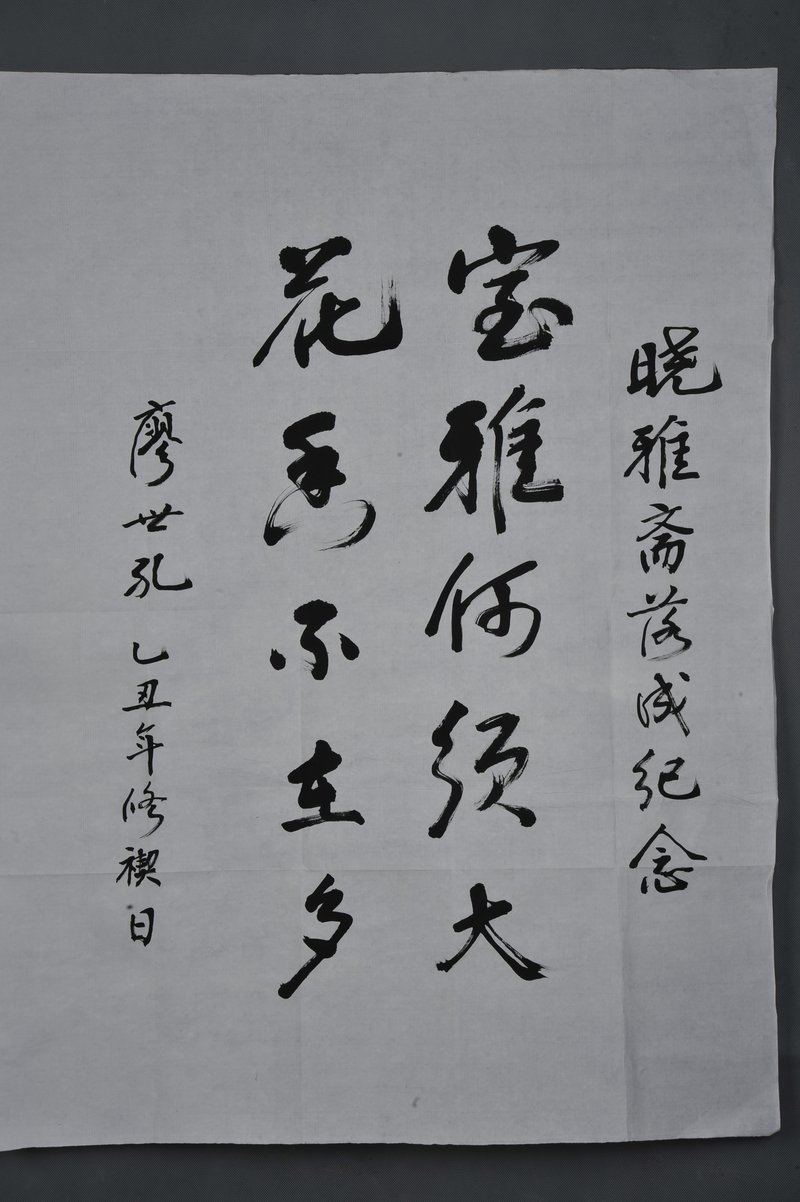 晓雅斋落成纪念
室雅何须大
花香不在多
廖世孔 乙丑年修禊日